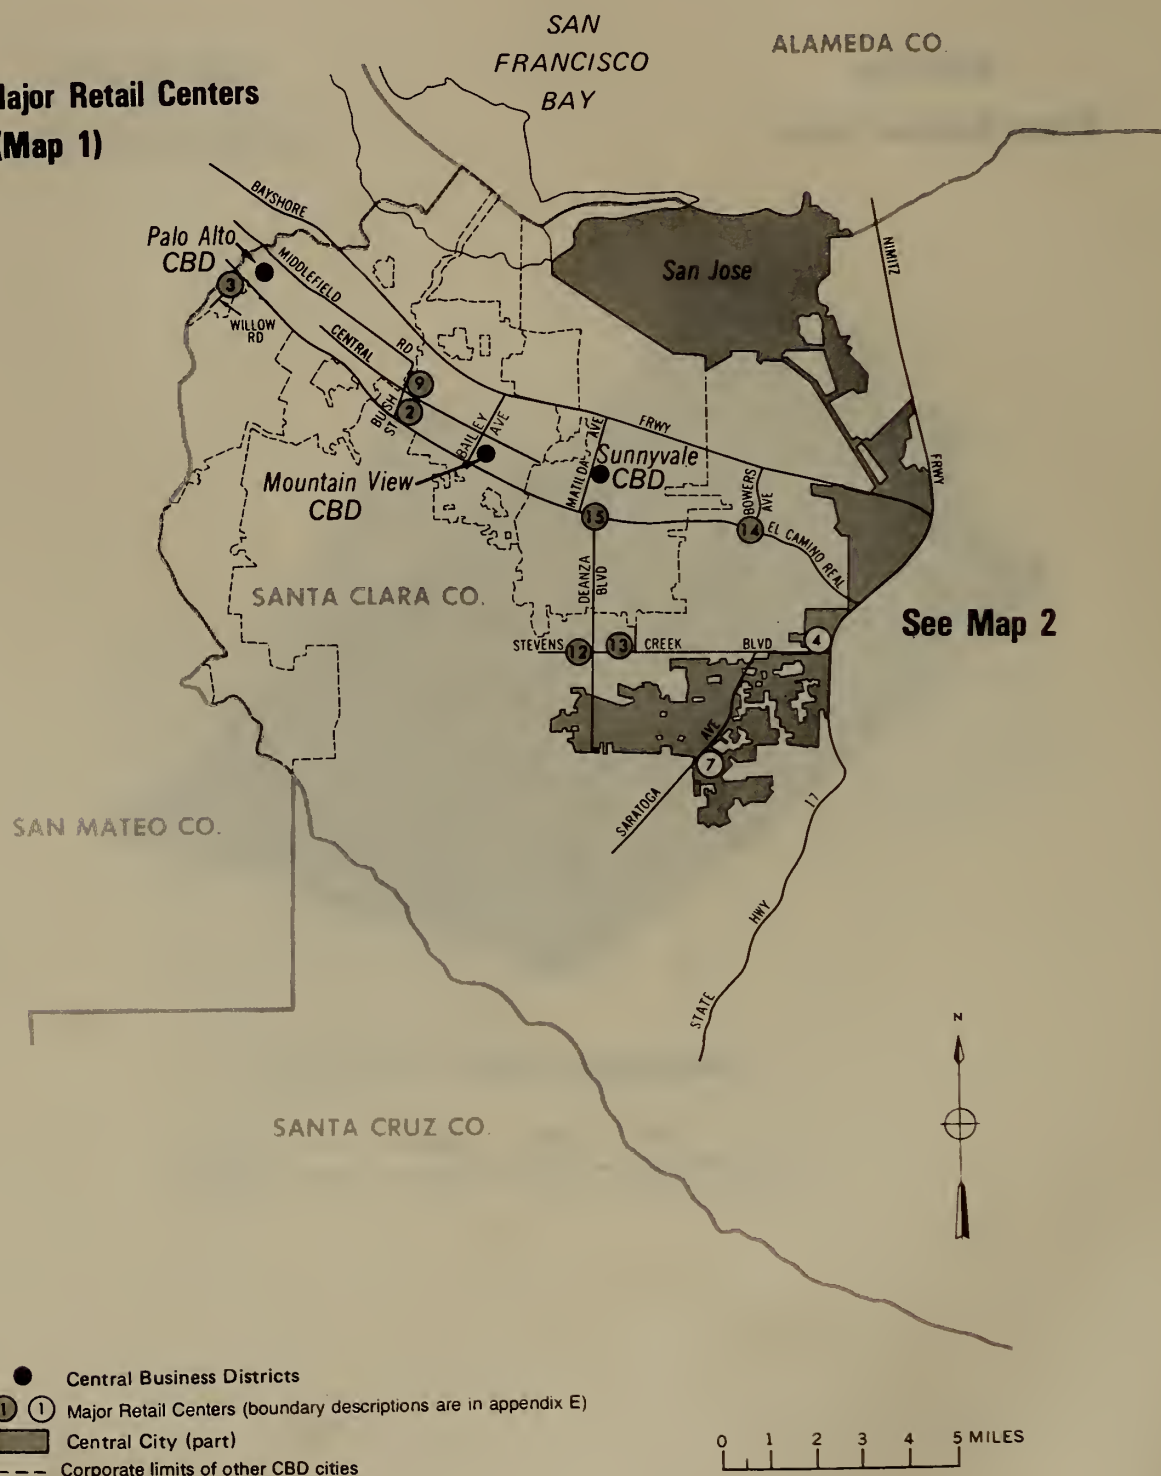 SAN
FRANCISCO
BAY
ALAMEDA CO.
Major Retail Centers
(Map 1)
BAYSHORE
NIMITZ
Palo Alto
CBD
MIDDLEFIELD
San Jose
3
WILLOW
RD
CENTRAL
RD
9
BUSH
ST
2
BAILEY
AVE
FRWY
MATILDA AVE
Sunnyvale
CBD
FRWY
Mountain View
CBD
BOWERS
AVE
15
14
EL CAMINO REAL
DEANZA
BLVD
SANTA CLARA CO.
See Map 2
STEVENS
12
13
CREEK
BLVD
4
AVE
7
SARATOGA
17
SAN MATEO CO.
HWY
STATE
N
SANTA CRUZ CO.
Central Business Districts
1 1 Major Retail Centers (boundary descriptions are in appendix E)
Central City (part)
Corporate limits of other CBD cities
0 1 2 3 4 5 MILES